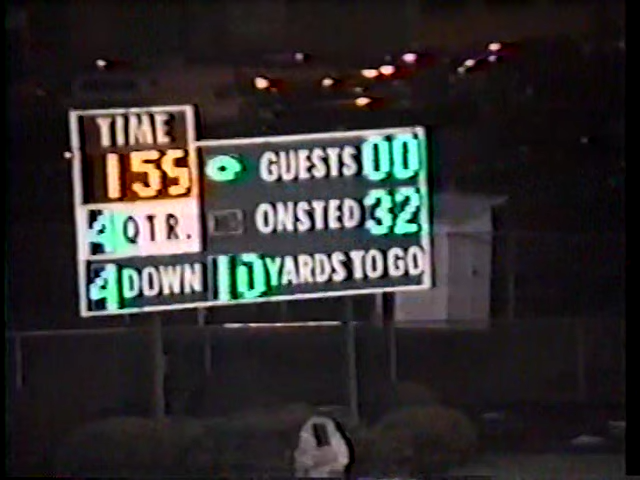 TIME
155
4 QTR.
4 DOWN
GUESTS 00
ONSTED 32
10 YARDS TO GO